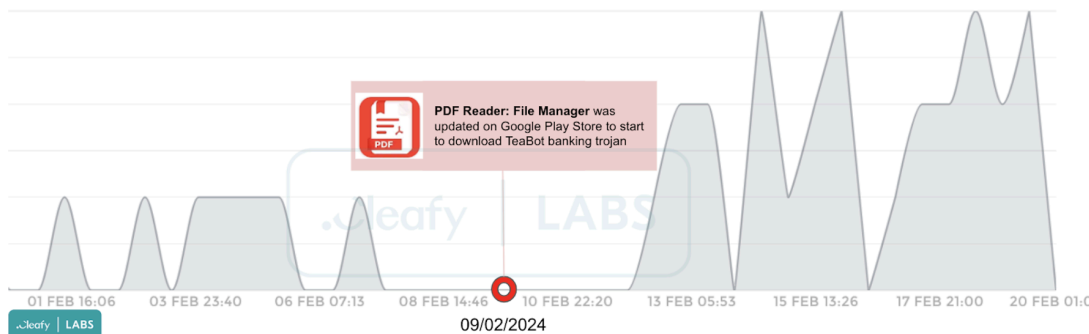 PDF Reader: File Manager was
updated on Google Play Store to start
to download TeaBot banking trojan
PDF
.cleafy LABS
01 FEB 16:06 03 FEB 23:40 06 FEB 07:13 08 FEB 14:46 10 FEB 22:20 13 FEB 05:53 15 FEB 13:26 17 FEB 21:00 20 FEB 01:0
.cleafy | LABS
09/02/2024